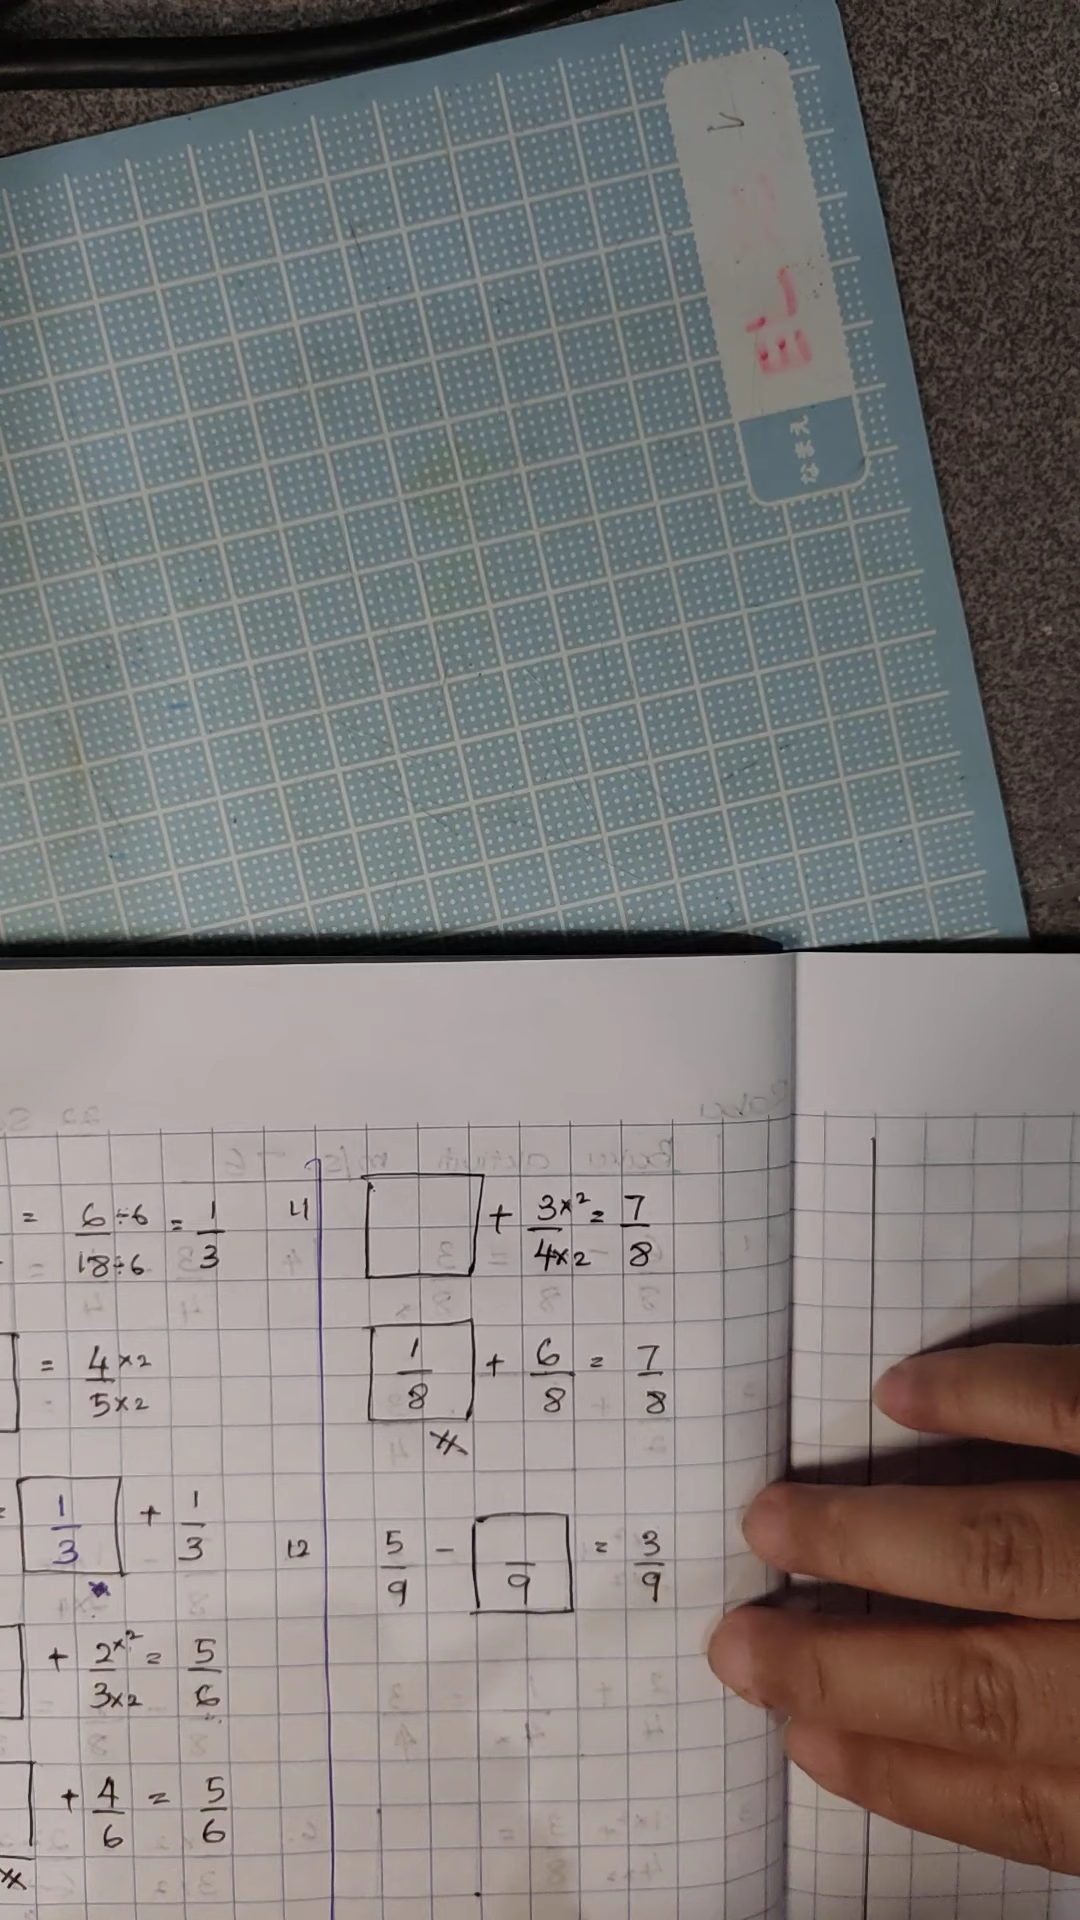 EL
なまえ
= 6÷6/18÷6 = 1/3
= 4×2/5×2
= 1/3 + 1/3
+ 2×2/3×2 = 5/6
+ 4/6 = 5/6
11 □ + 3×2/4×2 = 7/8
1/8 + 6/8 = 7/8
12 5/9 - □/9 = 3/9